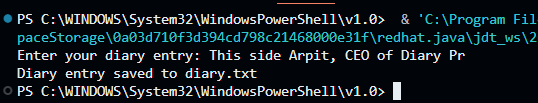 PS C:\WINDOWS\System32\WindowsPowerShell\v1.0>  & 'C:\Program Fil
paceStorage\0a03d710f3d394cd798c21468000e31f\redhat.java\jdt_ws\2
Enter your diary entry: This side Arpit, CEO of Diary Pr
Diary entry saved to diary.txt
PS C:\WINDOWS\System32\WindowsPowerShell\v1.0>